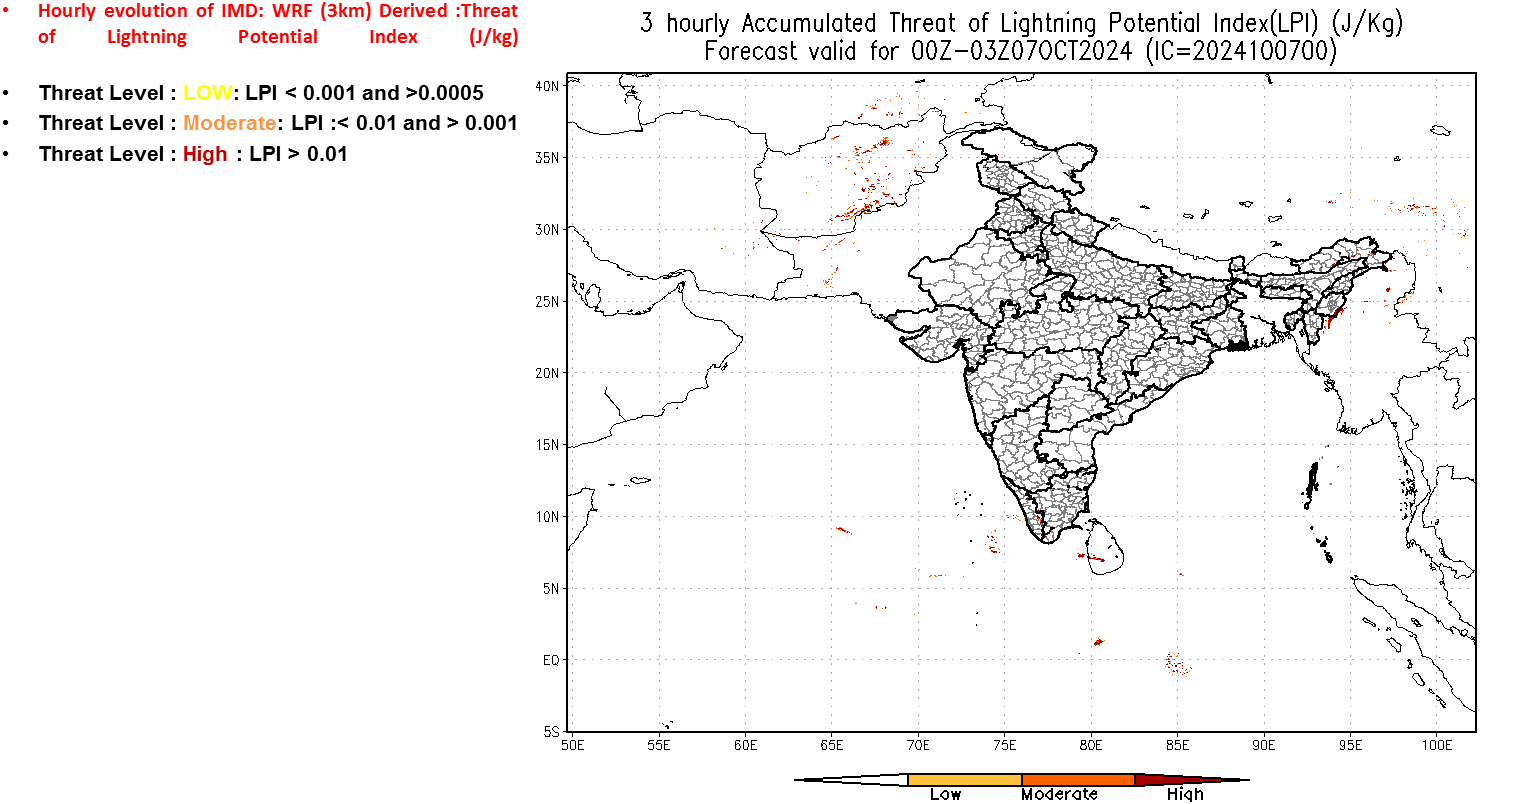 • Hourly evolution of IMD: WRF (3km) Derived :Threat
of Lightning Potential Index (J/kg)
• Threat Level : LOW: LPI < 0.001 and >0.0005
• Threat Level : Moderate: LPI :< 0.01 and > 0.001
• Threat Level : High : LPI > 0.01
3 hourly Accumulated Threat of Lightning Potential Index(LPI) (J/Kg)
Forecast valid for 00Z-03Z07OCT2024 (IC=2024100700)
40N
35N
30N
25N
20N
15N
10N
5N
EQ
5S
50E 55E 60E 65E 70E 75E 80E 85E 90E 95E 100E
Low Moderate High